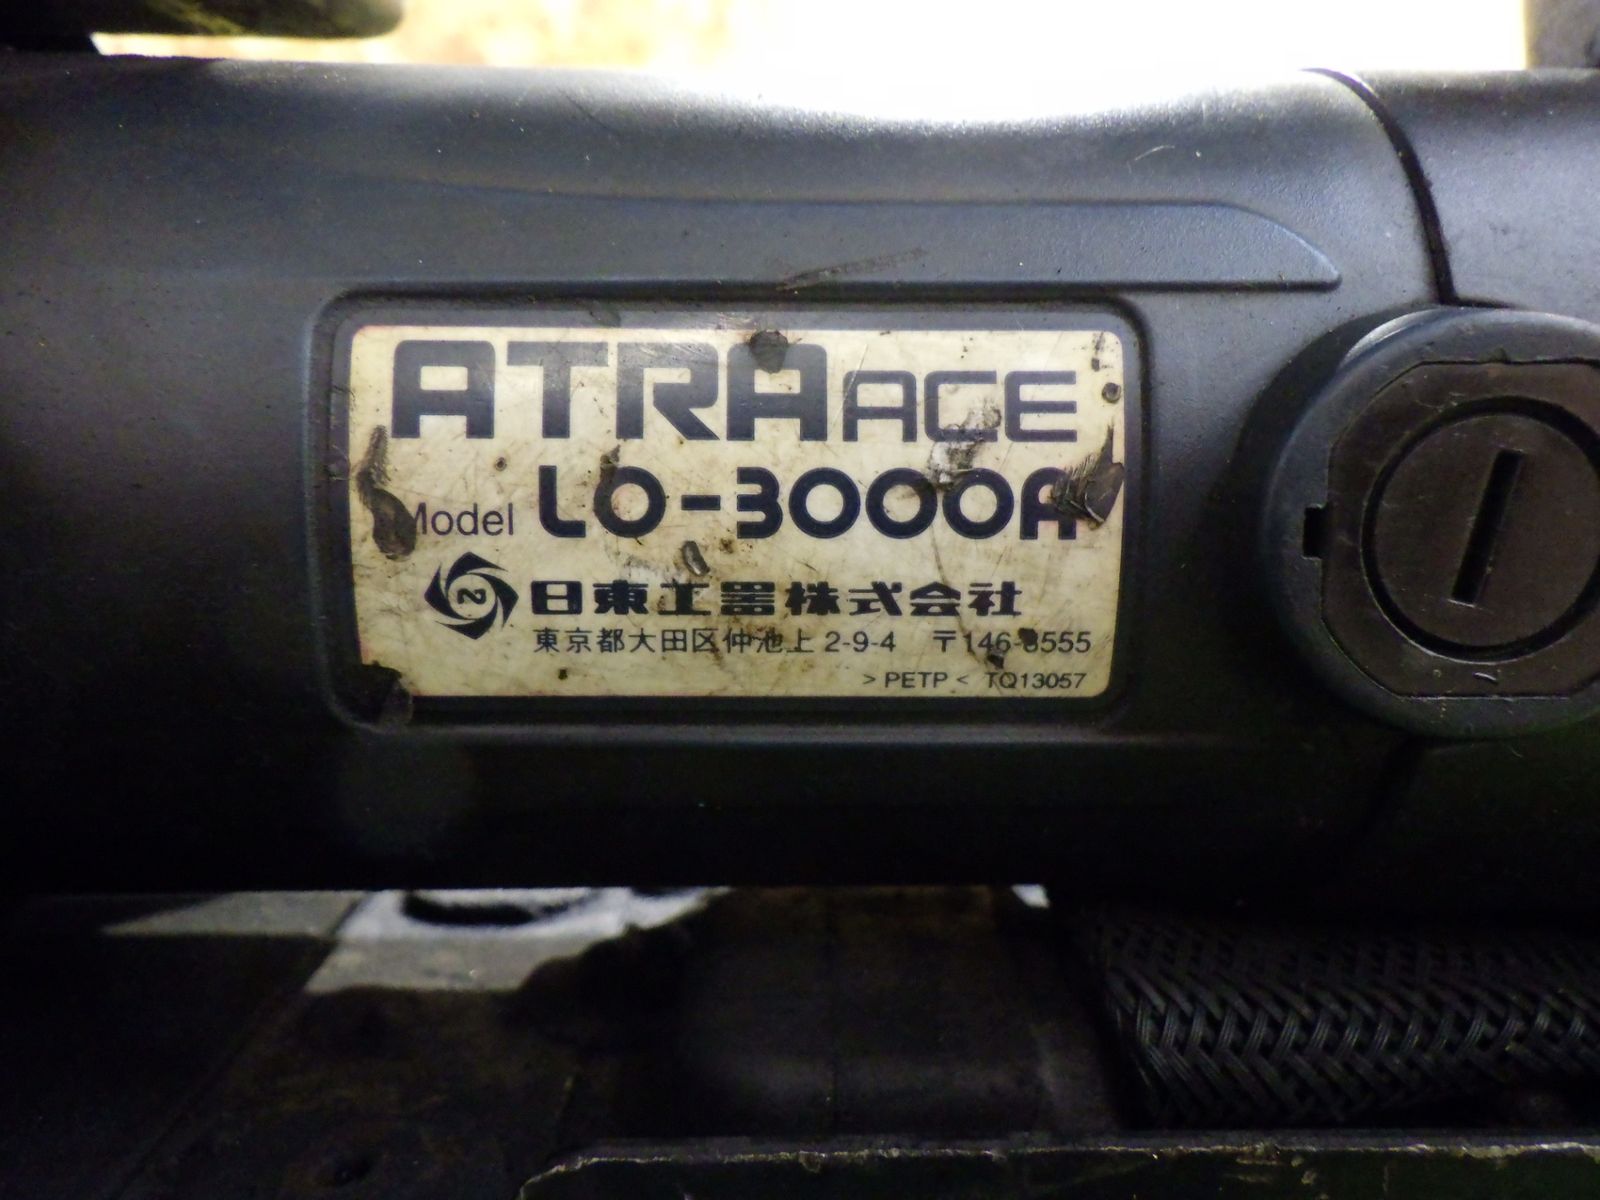 ATRA ACE
Model LO-3000A
日東工器株式会社
東京都大田区仲池上 2-9-4 〒146-8555
> PETP < TQ13057